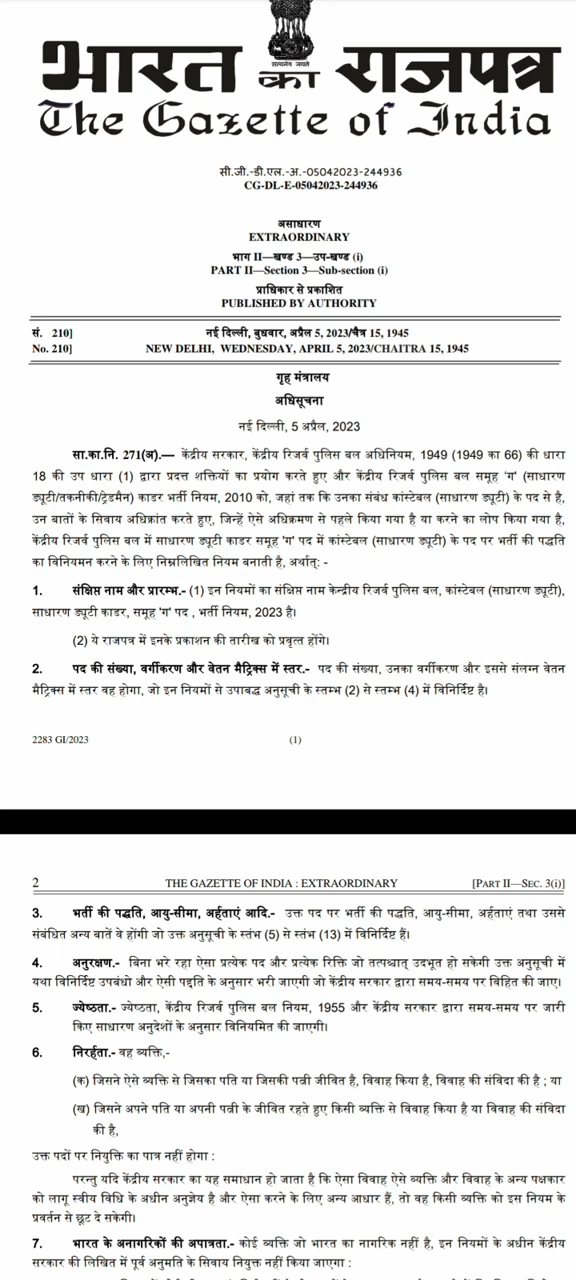 सत्यमेव जयते
भारत का राजपत्र
The Gazette of India
सी.जी.-डी.एल.-अ.-05042023-244936
CG-DL-E-05042023-244936
असाधारण
EXTRAORDINARY
भाग II—खण्ड 3—उप-खण्ड (i)
PART II—Section 3—Sub-section (i)
प्राधिकार से प्रकाशित
PUBLISHED BY AUTHORITY
सं. 210] नई दिल्ली, बुधवार, अप्रैल 5, 2023/चैत्र 15, 1945
No. 210] NEW DELHI, WEDNESDAY, APRIL 5, 2023/CHAITRA 15, 1945
गृह मंत्रालय
अधिसूचना
नई दिल्ली, 5 अप्रैल, 2023
सा.का.नि. 271(अ).— केंद्रीय सरकार, केंद्रीय रिजर्व पुलिस बल अधिनियम, 1949 (1949 का 66) की धारा
18 की उप धारा (1) द्वारा प्रदत्त शक्तियों का प्रयोग करते हुए और केंद्रीय रिजर्व पुलिस बल समूह 'ग' (साधारण
ड्यूटी/तकनीकी/ट्रेडमैन) काडर भर्ती नियम, 2010 को, जहां तक कि उनका संबंध कांस्टेबल (साधारण ड्यूटी) के पद से है,
उन बातों के सिवाय अधिक्रांत करते हुए, जिन्हें ऐसे अधिक्रमण से पहले किया गया है या करने का लोप किया गया है,
केंद्रीय रिजर्व पुलिस बल में साधारण ड्यूटी काडर समूह 'ग' पद में कांस्टेबल (साधारण ड्यूटी) के पद पर भर्ती की पद्धति
का विनियमन करने के लिए निम्नलिखित नियम बनाती है, अर्थात्: -
1. संक्षिप्त नाम और प्रारम्भ.- (1) इन नियमों का संक्षिप्त नाम केन्द्रीय रिजर्व पुलिस बल, कांस्टेबल (साधारण ड्यूटी),
साधारण ड्यूटी काडर, समूह 'ग' पद , भर्ती नियम, 2023 है।
(2) ये राजपत्र में इनके प्रकाशन की तारीख को प्रवृत्त होंगे।
2. पद की संख्या, वर्गीकरण और वेतन मैट्रिक्स में स्तर.- पद की संख्या, उनका वर्गीकरण और इससे संलग्न वेतन
मैट्रिक्स में स्तर वह होगा, जो इन नियमों से उपाबद्ध अनुसूची के स्तम्भ (2) से स्तम्भ (4) में विनिर्दिष्ट है।
2283 GI/2023 (1)
2 THE GAZETTE OF INDIA : EXTRAORDINARY [PART II—SEC. 3(i)]
3. भर्ती की पद्धति, आयु-सीमा, अर्हताएं आदि.- उक्त पद पर भर्ती की पद्धति, आयु-सीमा, अर्हताएं तथा उससे
संबंधित अन्य बातें वे होंगी जो उक्त अनुसूची के स्तंभ (5) से स्तंभ (13) में विनिर्दिष्ट हैं।
4. अनुरक्षण.- बिना भरे रहा ऐसा प्रत्येक पद और प्रत्येक रिक्ति जो तत्पश्चात् उदभूत हो सकेगी उक्त अनुसूची में
यथा विनिर्दिष्ट उपबंधो और ऐसी पद्दति के अनुसार भरी जाएगी जो केंद्रीय सरकार द्वारा समय-समय पर विहित की जाए।
5. ज्येष्ठता.- ज्येष्ठता, केंद्रीय रिजर्व पुलिस बल नियम, 1955 और केंद्रीय सरकार द्वारा समय-समय पर जारी
किए साधारण अनुदेशों के अनुसार विनियमित की जाएगी।
6. निरर्हता.- वह व्यक्ति,-
(क) जिसने ऐसे व्यक्ति से जिसका पति या जिसकी पत्नी जीवित है, विवाह किया है, विवाह की संविदा की है ; या
(ख) जिसने अपने पति या अपनी पत्नी के जीवित रहते हुए किसी व्यक्ति से विवाह किया है या विवाह की संविदा
की है,
उक्त पदों पर नियुक्ति का पात्र नहीं होगा :
परन्तु यदि केंद्रीय सरकार का यह समाधान हो जाता है कि ऐसा विवाह ऐसे व्यक्ति और विवाह के अन्य पक्षकार
को लागू स्वीय विधि के अधीन अनुज्ञेय है और ऐसा करने के लिए अन्य आधार हैं, तो वह किसी व्यक्ति को इस नियम के
प्रवर्तन से छूट दे सकेगी।
7. भारत के अनागरिकों की अपात्रता.- कोई व्यक्ति जो भारत का नागरिक नहीं है, इन नियमों के अधीन केंद्रीय
सरकार की लिखित में पूर्व अनुमति के सिवाय नियुक्त नहीं किया जाएगा :